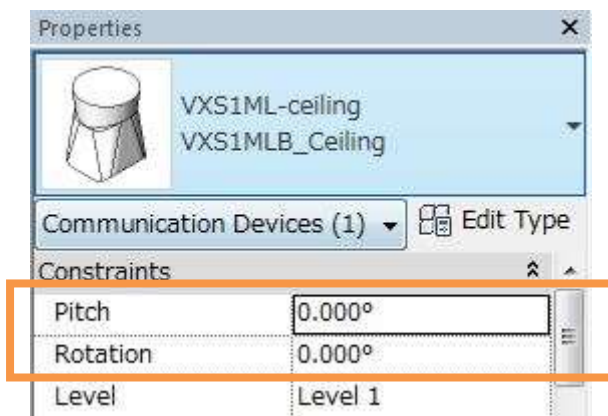 Properties
VXS1ML-ceiling
VXS1MLB_Ceiling
Communication Devices (1) Edit Type
Constraints
Pitch 0.000°
Rotation 0.000°
Level Level 1